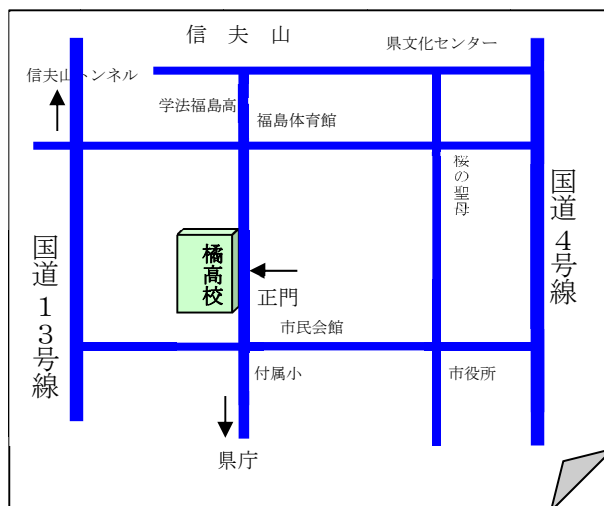 信 夫 山
県文化センター
信夫山トンネル
学法福島高
福島体育館
桜の聖母
国道４号線
国道１３号線
橘高校
正門
市民会館
付属小
市役所
県庁